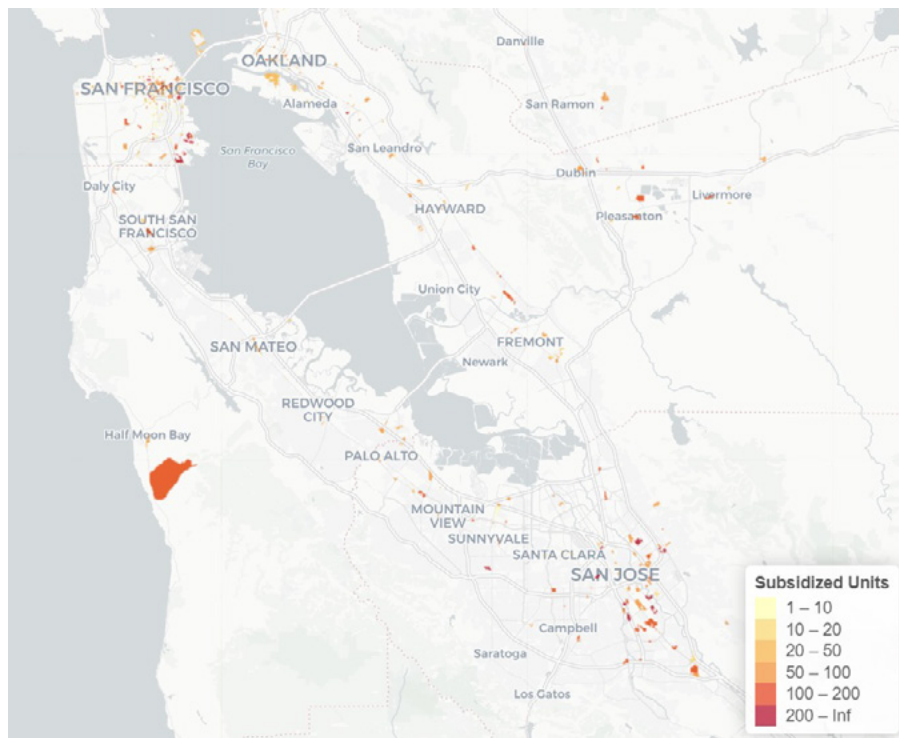 Danville
OAKLAND
SAN FRANCISCO
Alameda
San Ramon
San Francisco
Bay
San Leandro
Dublin
Daly City
Livermore
HAYWARD
Pleasanton
SOUTH SAN
FRANCISCO
Union City
SAN MATEO
FREMONT
Newark
REDWOOD
CITY
Half Moon Bay
PALO ALTO
MOUNTAIN
VIEW
SUNNYVALE
SANTA CLARA
SAN JOSE
Campbell
Saratoga
Los Gatos
Subsidized Units
1 – 10
10 – 20
20 – 50
50 – 100
100 – 200
200 – Inf